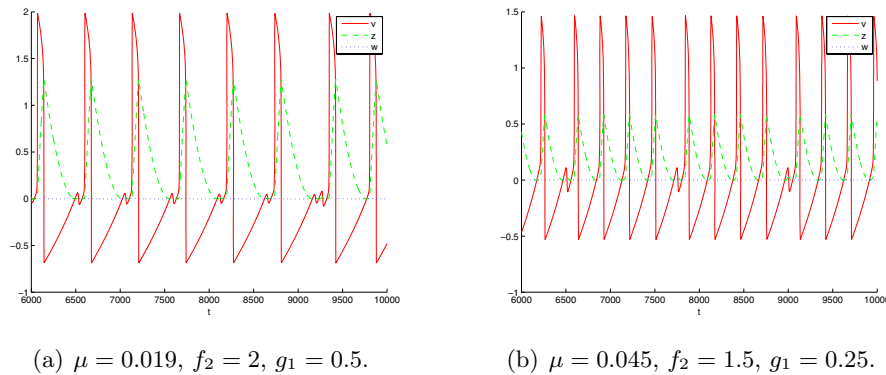 2
1.5
1
0.5
0
−0.5
−1
6000 6500 7000 7500 8000 8500 9000 9500 10000
t
v
z
w
1.5
1
0.5
0
−0.5
−1
6000 6500 7000 7500 8000 8500 9000 9500 10000
t
v
z
w
(a) μ = 0.019, f₂ = 2, g₁ = 0.5.
(b) μ = 0.045, f₂ = 1.5, g₁ = 0.25.